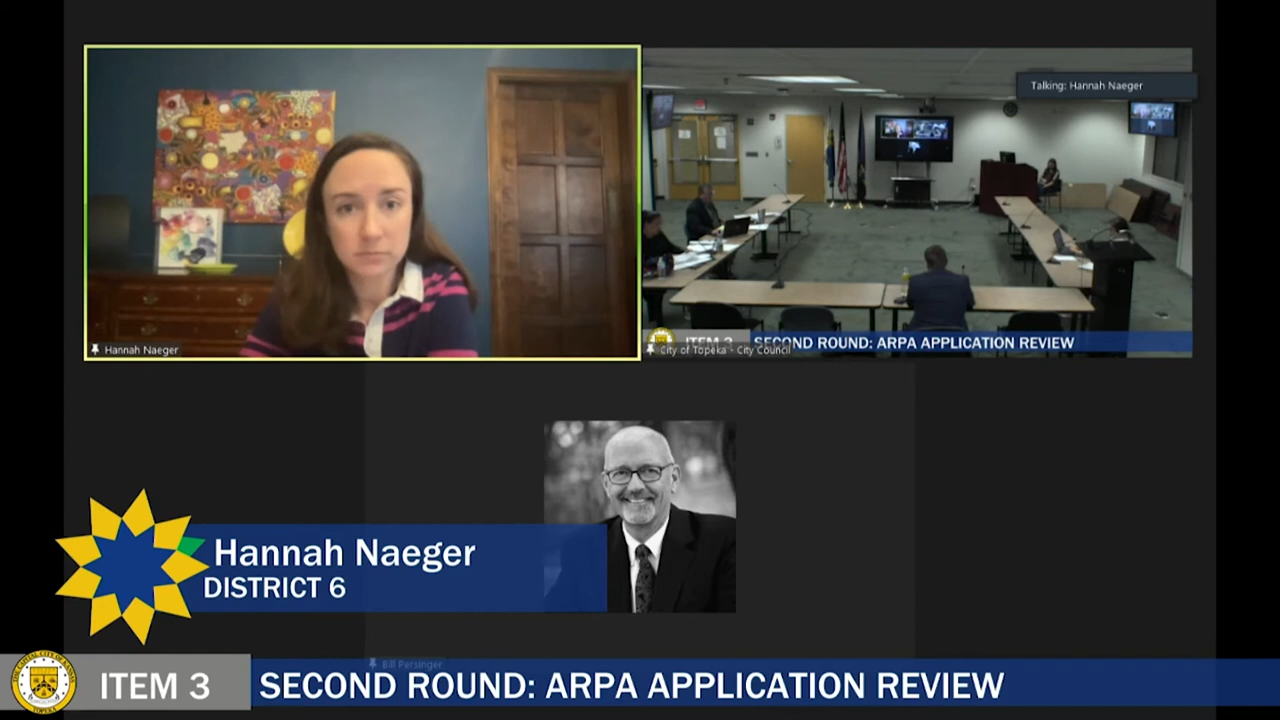 Talking: Hannah Naeger
Hannah Naeger
ITEM 3 SECOND ROUND: ARPA APPLICATION REVIEW
City of Topeka - City Council
Hannah Naeger
DISTRICT 6
Bill Persinger
ITEM 3 SECOND ROUND: ARPA APPLICATION REVIEW